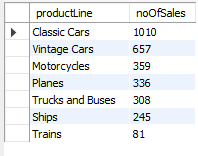 productLine noOfSales
Classic Cars 1010
Vintage Cars 657
Motorcycles 359
Planes 336
Trucks and Buses 308
Ships 245
Trains 81